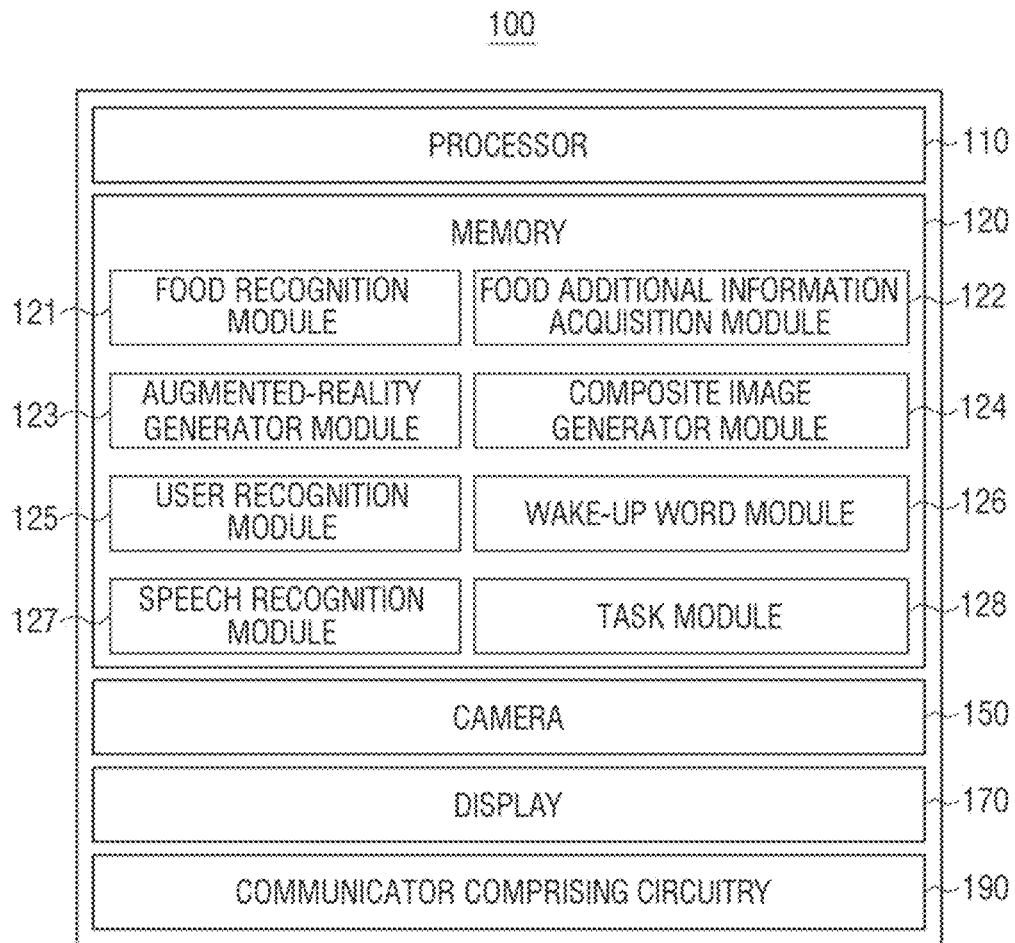 100
PROCESSOR
110
MEMORY
120
121
FOOD RECOGNITION
MODULE
FOOD ADDITIONAL INFORMATION
ACQUISITION MODULE
122
123
AUGMENTED-REALITY
GENERATOR MODULE
COMPOSITE IMAGE
GENERATOR MODULE
124
125
USER RECOGNITION
MODULE
WAKE-UP WORD MODULE
126
127
SPEECH RECOGNITION
MODULE
TASK MODULE
128
CAMERA
150
DISPLAY
170
COMMUNICATOR COMPRISING CIRCUITRY
190